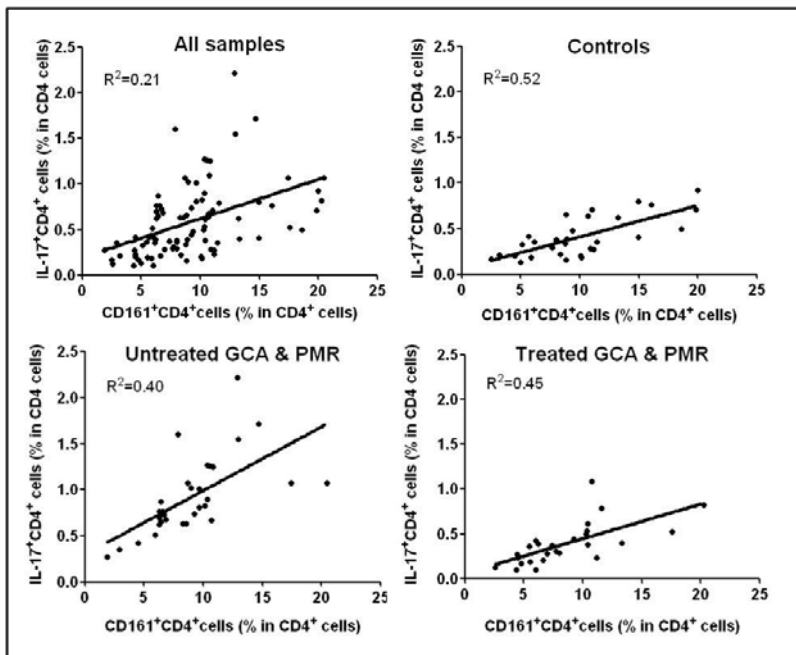 All samples
R²=0.21
IL-17⁺CD4⁺ cells (% in CD4 cells)
2.5
2.0
1.5
1.0
0.5
0.0
0 5 10 15 20 25
CD161⁺CD4⁺cells (% in CD4⁺ cells)
Controls
R²=0.52
IL-17⁺CD4⁺ cells (% in CD4 cells)
2.5
2.0
1.5
1.0
0.5
0.0
0 5 10 15 20 25
CD161⁺CD4⁺cells (% in CD4⁺ cells)
Untreated GCA & PMR
R²=0.40
IL-17⁺CD4⁺ cells (% in CD4 cells)
2.5
2.0
1.5
1.0
0.5
0.0
0 5 10 15 20 25
CD161⁺CD4⁺cells (% in CD4⁺ cells)
Treated GCA & PMR
R²=0.45
IL-17⁺CD4⁺ cells (% in CD4 cells)
2.5
2.0
1.5
1.0
0.5
0.0
0 5 10 15 20 25
CD161⁺CD4⁺cells (% in CD4⁺ cells)